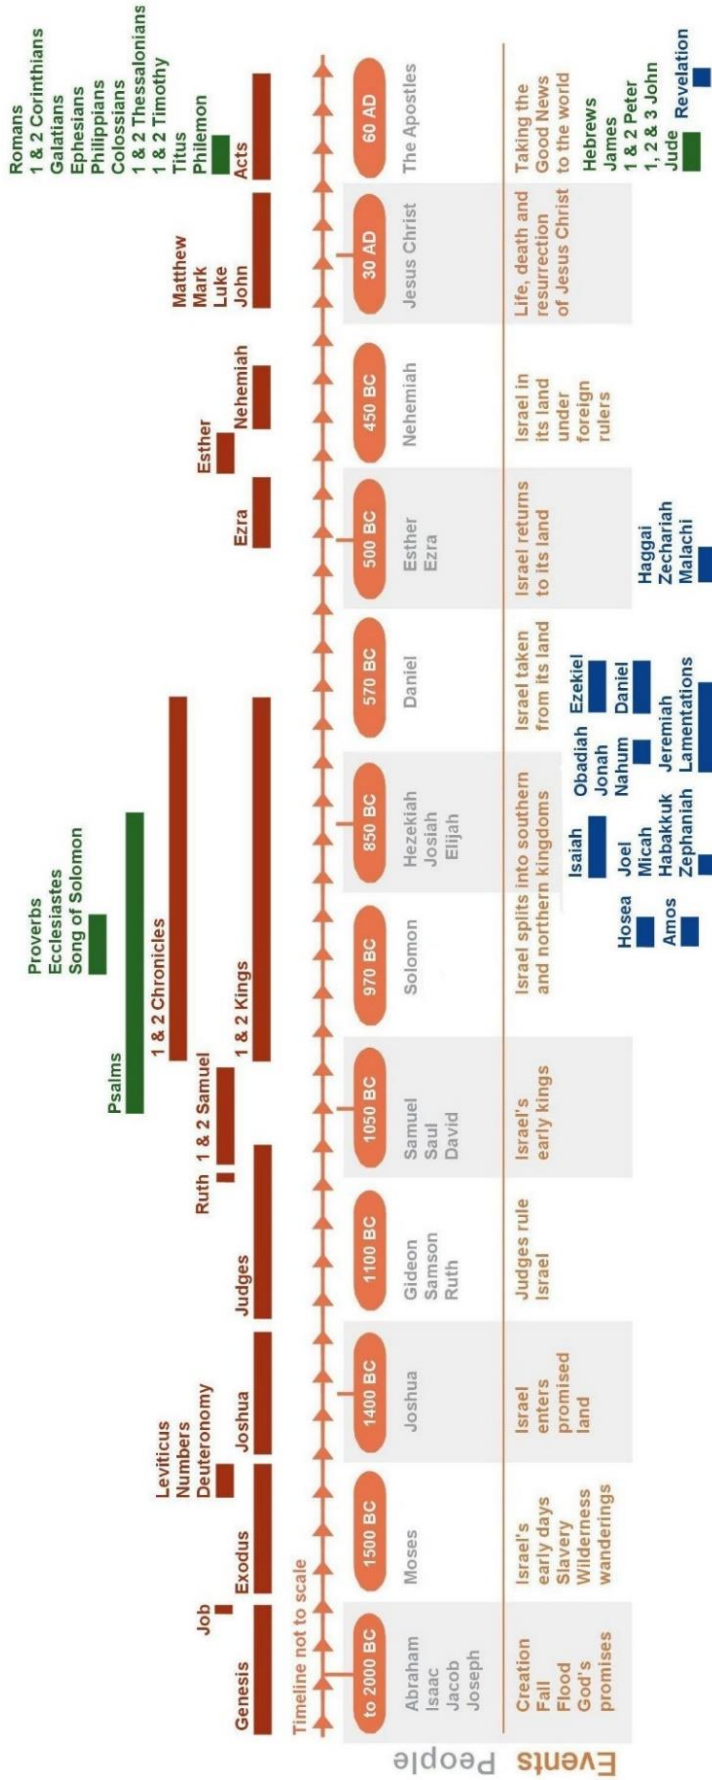 Proverbs
Ecclesiastes
Song of Solomon
Psalms
1 & 2 Chronicles
Ruth
1 & 2 Samuel
1 & 2 Kings
Job
Leviticus
Numbers
Deuteronomy
Genesis
Exodus
Joshua
Judges
Ezra
Esther
Nehemiah
Matthew
Mark
Luke
John
Romans
1 & 2 Corinthians
Galatians
Ephesians
Philippians
Colossians
1 & 2 Thessalonians
1 & 2 Timothy
Titus
Philemon
Acts
Timeline not to scale
to 2000 BC
1500 BC
1400 BC
1100 BC
1050 BC
970 BC
850 BC
570 BC
500 BC
450 BC
30 AD
60 AD
People
Abraham
Isaac
Jacob
Joseph
Moses
Joshua
Gideon
Samson
Ruth
Samuel
Saul
David
Solomon
Hezekiah
Josiah
Elijah
Daniel
Esther
Ezra
Nehemiah
Jesus Christ
The Apostles
Events
Creation
Fall
Flood
God's
promises
Israel's
early days
Slavery
Wilderness
wanderings
Israel
enters
promised
land
Judges rule
Israel
Israel's
early kings
Israel splits into southern
and northern kingdoms
Israel taken
from its land
Israel returns
to its land
Israel in
its land
under
foreign
rulers
Life, death and
resurrection
of Jesus Christ
Taking the
Good News
to the world
Hosea
Amos
Isaiah
Joel
Micah
Habakkuk
Zephaniah
Obadiah
Jonah
Nahum
Jeremiah
Lamentations
Ezekiel
Daniel
Haggai
Zechariah
Malachi
Hebrews
James
1 & 2 Peter
1, 2 & 3 John
Jude
Revelation